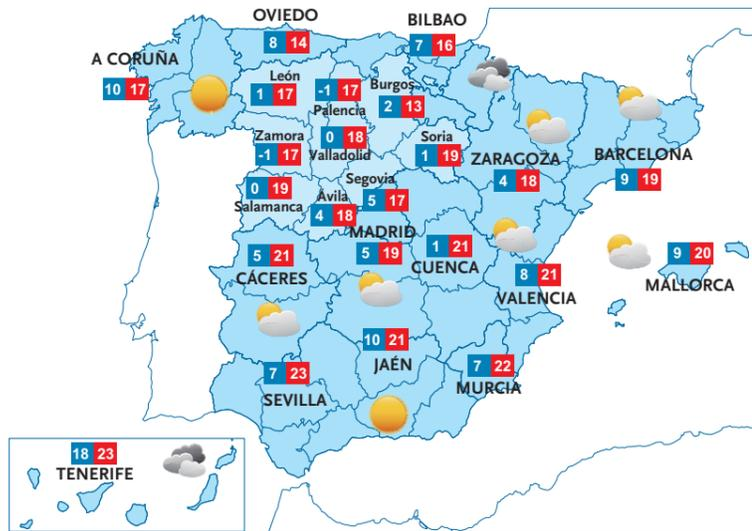 OVIEDO
8 14
BILBAO
7 16
A CORUÑA
10 17
León
1 17
-1 17
Palencia
Burgos
2 13
Zamora
-1 17
0 18
Valladolid
Soria
1 19
ZARAGOZA
4 18
BARCELONA
9 19
0 19
Salamanca
Ávila
4 18
Segovia
5 17
MADRID
5 19
1 21
CUENCA
5 21
CÁCERES
8 21
VALENCIA
9 20
MALLORCA
10 21
JAÉN
7 22
MURCIA
7 23
SEVILLA
18 23
TENERIFE